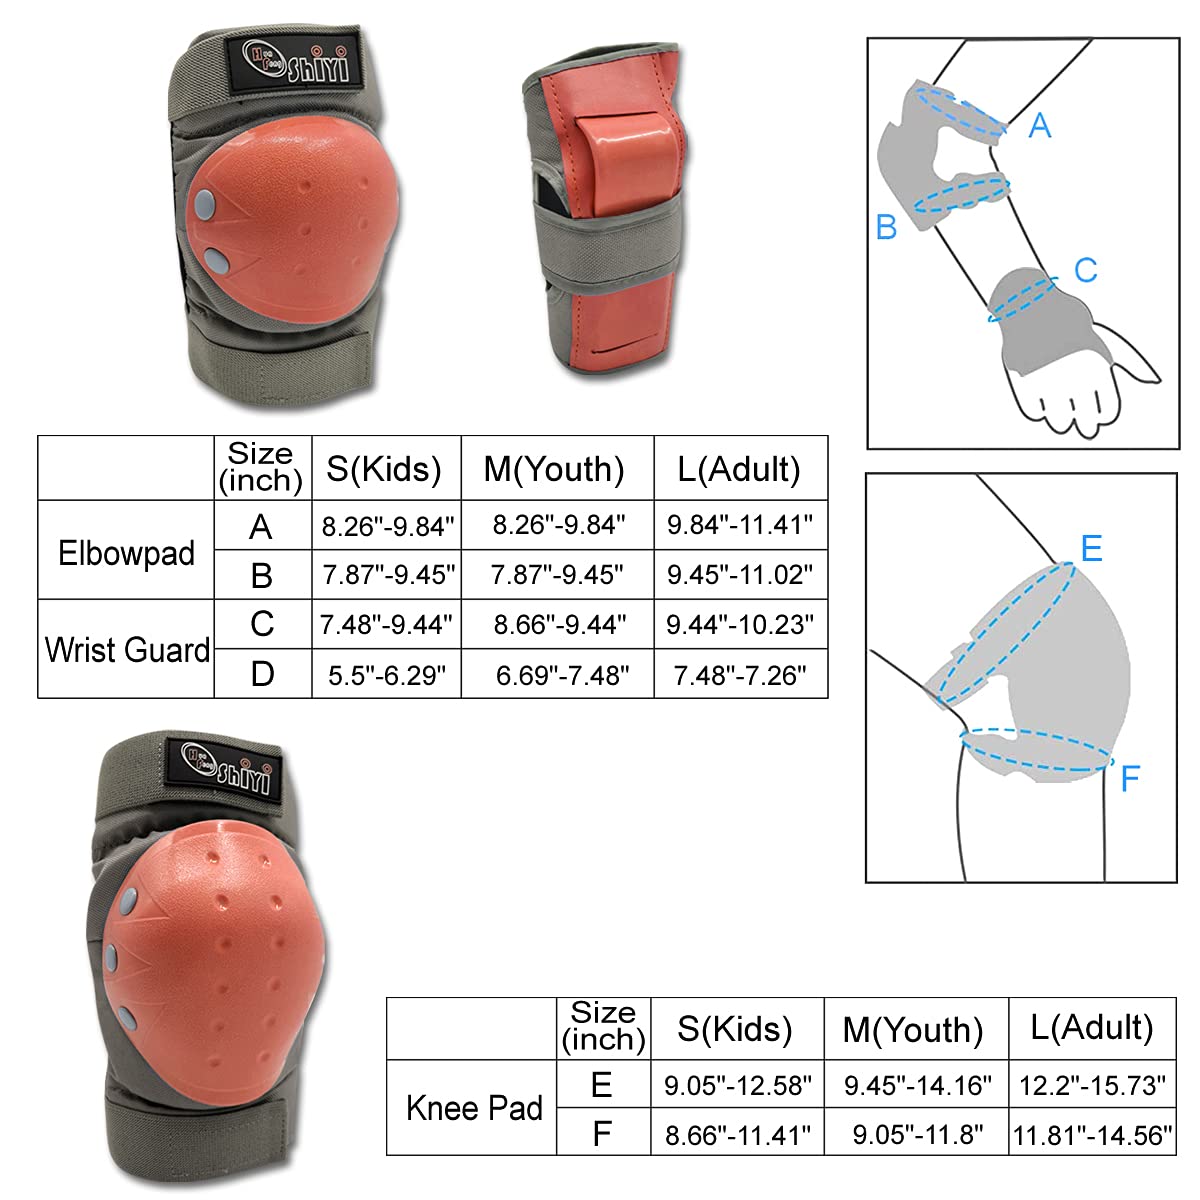 Hua Feng ShiYi
A
B
C
Size (inch) S(Kids) M(Youth) L(Adult)
Elbowpad
A 8.26"-9.84" 8.26"-9.84" 9.84"-11.41"
B 7.87"-9.45" 7.87"-9.45" 9.45"-11.02"
Wrist Guard
C 7.48"-9.44" 8.66"-9.44" 9.44"-10.23"
D 5.5"-6.29" 6.69"-7.48" 7.48"-7.26"
E
F
Hua Feng ShiYi
Size (inch) S(Kids) M(Youth) L(Adult)
Knee Pad
E 9.05"-12.58" 9.45"-14.16" 12.2"-15.73"
F 8.66"-11.41" 9.05"-11.8" 11.81"-14.56"